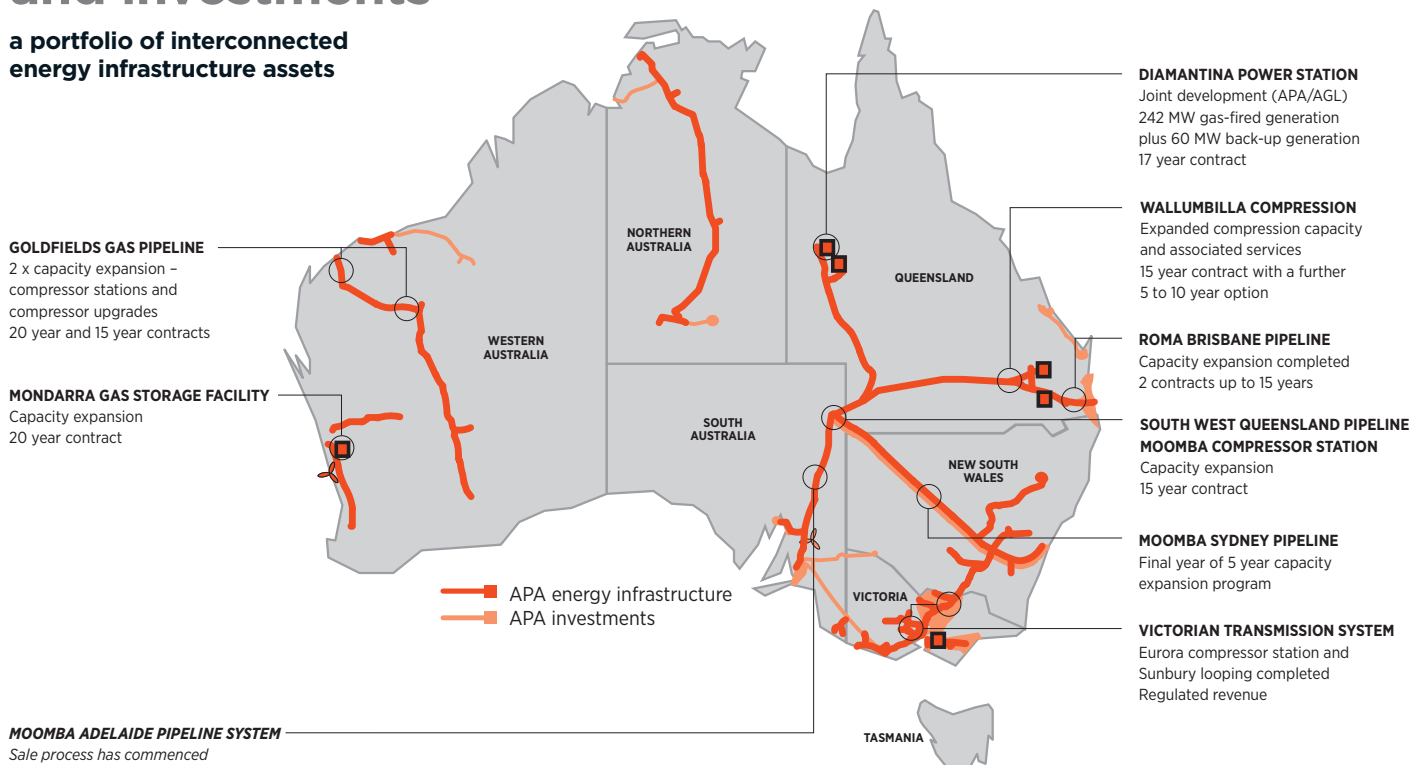 and investments
a portfolio of interconnected
energy infrastructure assets
GOLDFIELDS GAS PIPELINE
2 x capacity expansion –
compressor stations and
compressor upgrades
20 year and 15 year contracts
MONDARRA GAS STORAGE FACILITY
Capacity expansion
20 year contract
MOOMBA ADELAIDE PIPELINE SYSTEM
Sale process has commenced
WESTERN
AUSTRALIA
NORTHERN
AUSTRALIA
QUEENSLAND
SOUTH
AUSTRALIA
NEW SOUTH
WALES
VICTORIA
TASMANIA
APA energy infrastructure
APA investments
DIAMANTINA POWER STATION
Joint development (APA/AGL)
242 MW gas-fired generation
plus 60 MW back-up generation
17 year contract
WALLUMBILLA COMPRESSION
Expanded compression capacity
and associated services
15 year contract with a further
5 to 10 year option
ROMA BRISBANE PIPELINE
Capacity expansion completed
2 contracts up to 15 years
SOUTH WEST QUEENSLAND PIPELINE
MOOMBA COMPRESSOR STATION
Capacity expansion
15 year contract
MOOMBA SYDNEY PIPELINE
Final year of 5 year capacity
expansion program
VICTORIAN TRANSMISSION SYSTEM
Eurora compressor station and
Sunbury looping completed
Regulated revenue